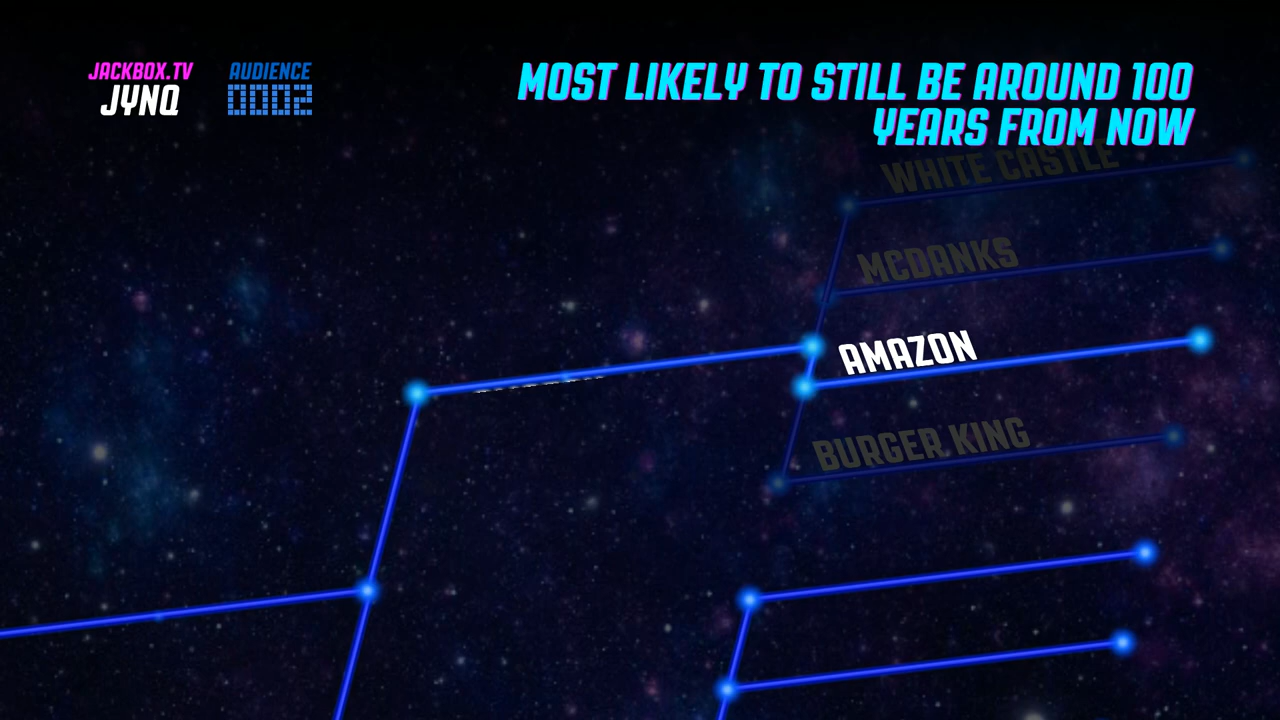 JACKBOX.TV
JYNQ
AUDIENCE
0002
MOST LIKELY TO STILL BE AROUND 100
YEARS FROM NOW
WHITE CASTLE
MCDANKS
AMAZON
BURGER KING